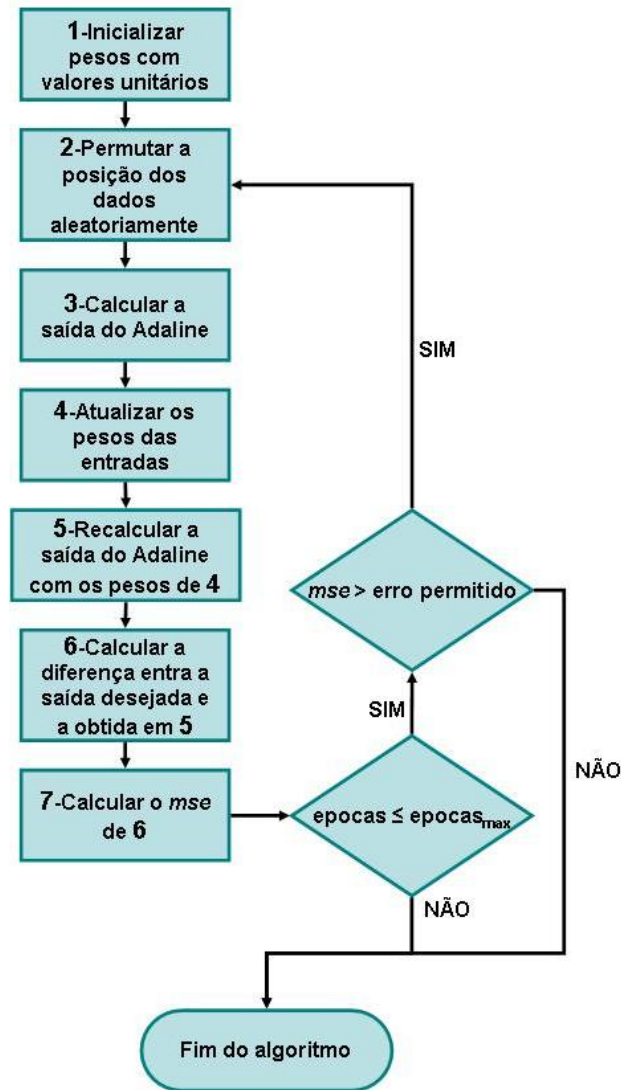 1-Inicializar
pesos com
valores unitários
2-Permutar a
posição dos
dados
aleatoriamente
3-Calcular a
saída do Adaline
4-Atualizar os
pesos das
entradas
5-Recalcular a
saída do Adaline
com os pesos de 4
6-Calcular a
diferença entra a
saída desejada e
a obtida em 5
7-Calcular o mse
de 6
epocas ≤ epocasmax
SIM
mse > erro permitido
SIM
NÃO
NÃO
Fim do algoritmo